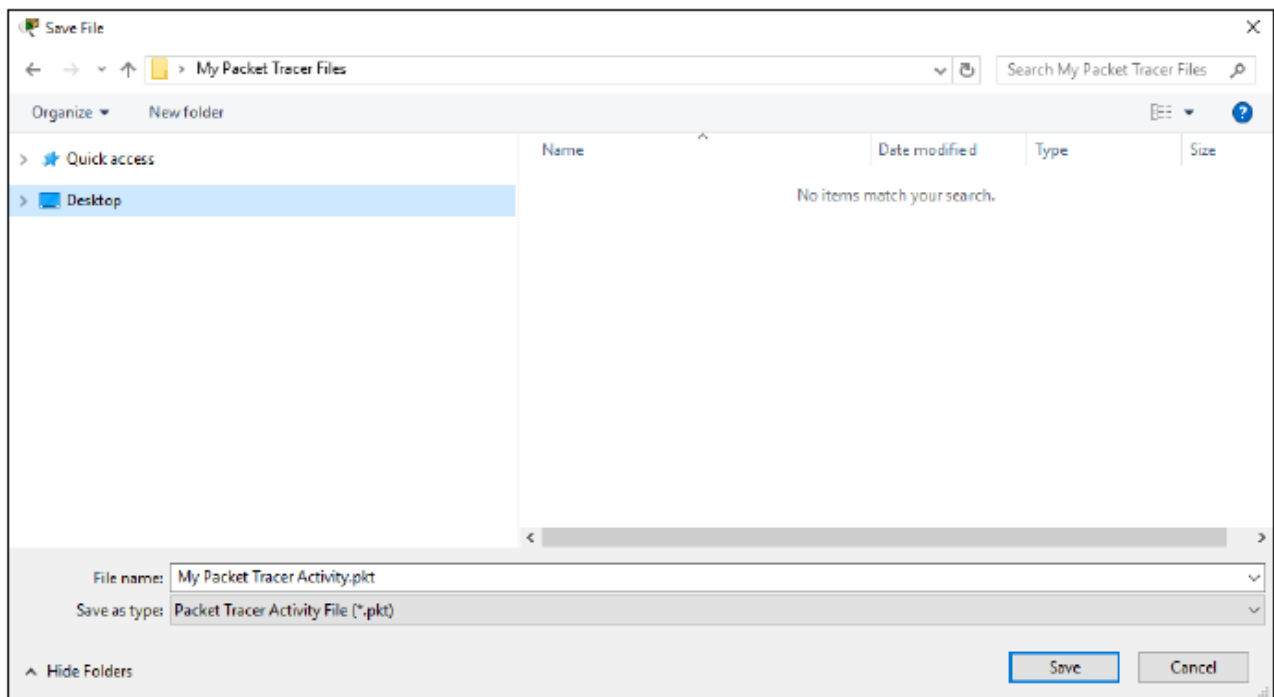 Save File
My Packet Tracer Files
Search My Packet Tracer Files
Organize
New folder
Quick access
Desktop
Name
Date modified
Type
Size
No items match your search.
File name: My Packet Tracer Activity.pkt
Save as type: Packet Tracer Activity File (*.pkt)
Hide Folders
Save
Cancel